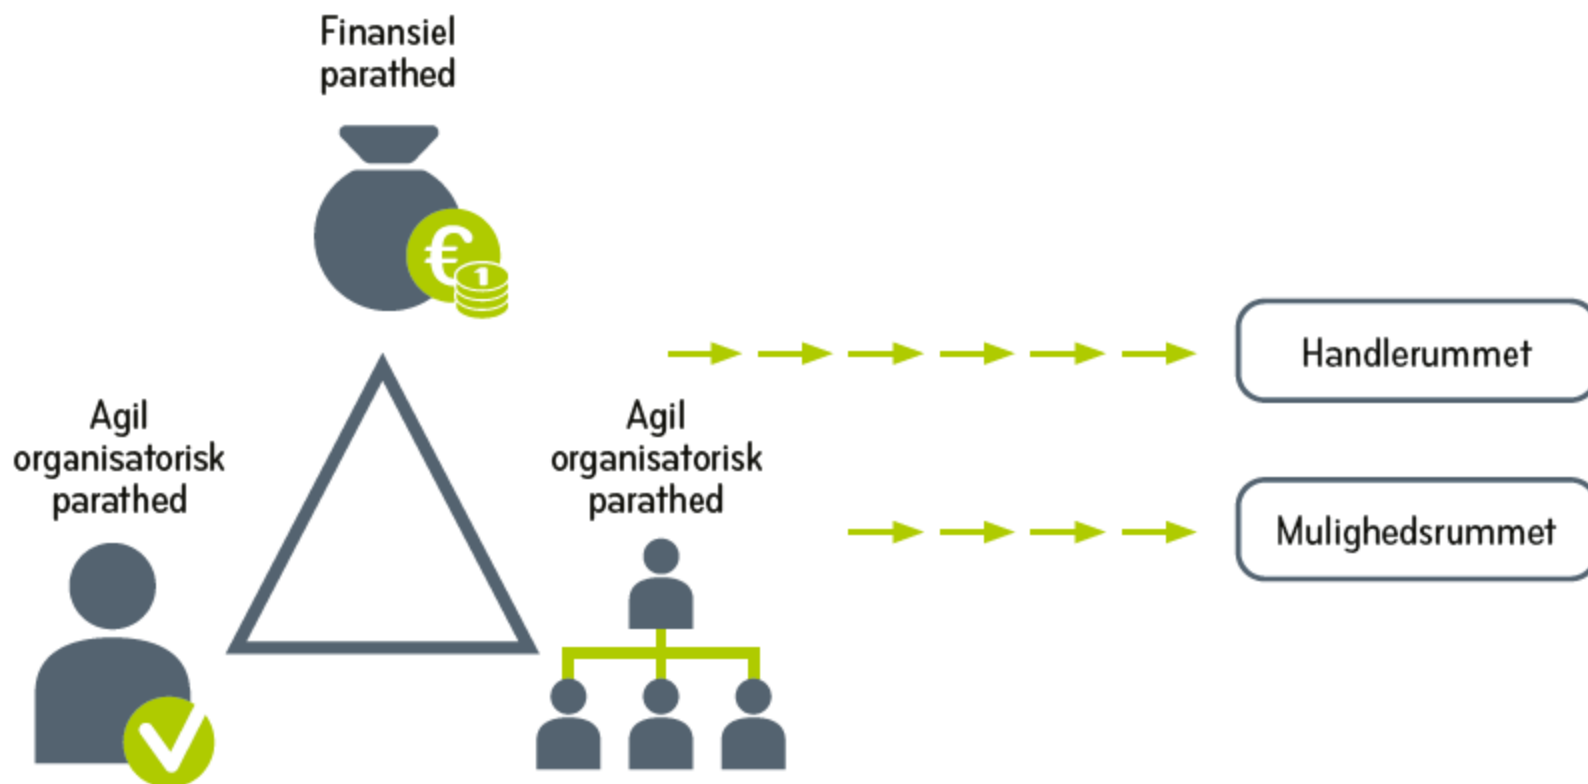 Finansiel
parathed
€
1
Agil
organisatorisk
parathed
Agil
organisatorisk
parathed
Handlerummet
Mulighedsrummet